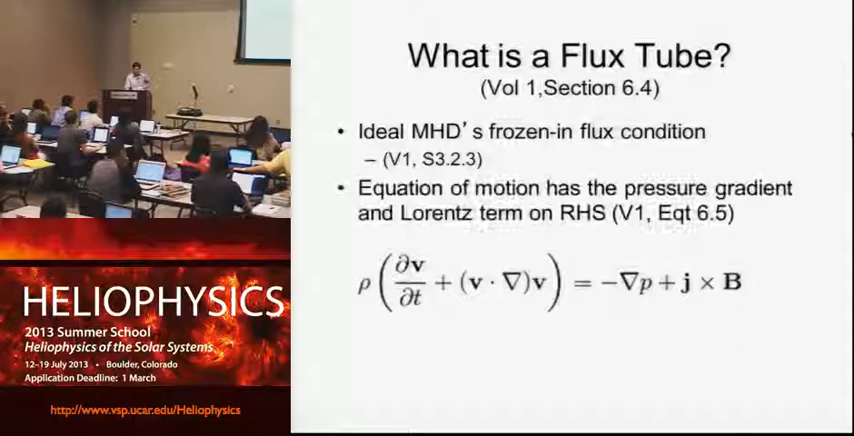 What is a Flux Tube?
(Vol 1,Section 6.4)
• Ideal MHD's frozen-in flux condition
– (V1, S3.2.3)
• Equation of motion has the pressure gradient
and Lorentz term on RHS (V1, Eqt 6.5)
ρ(∂v/∂t + (v · ∇)v) = −∇p + j × B
HELIOPHYSICS
2013 Summer School
Heliophysics of the Solar Systems
12–19 July 2013 • Boulder, Colorado
Application Deadline: 1 March
http://www.vsp.ucar.edu/Heliophysics